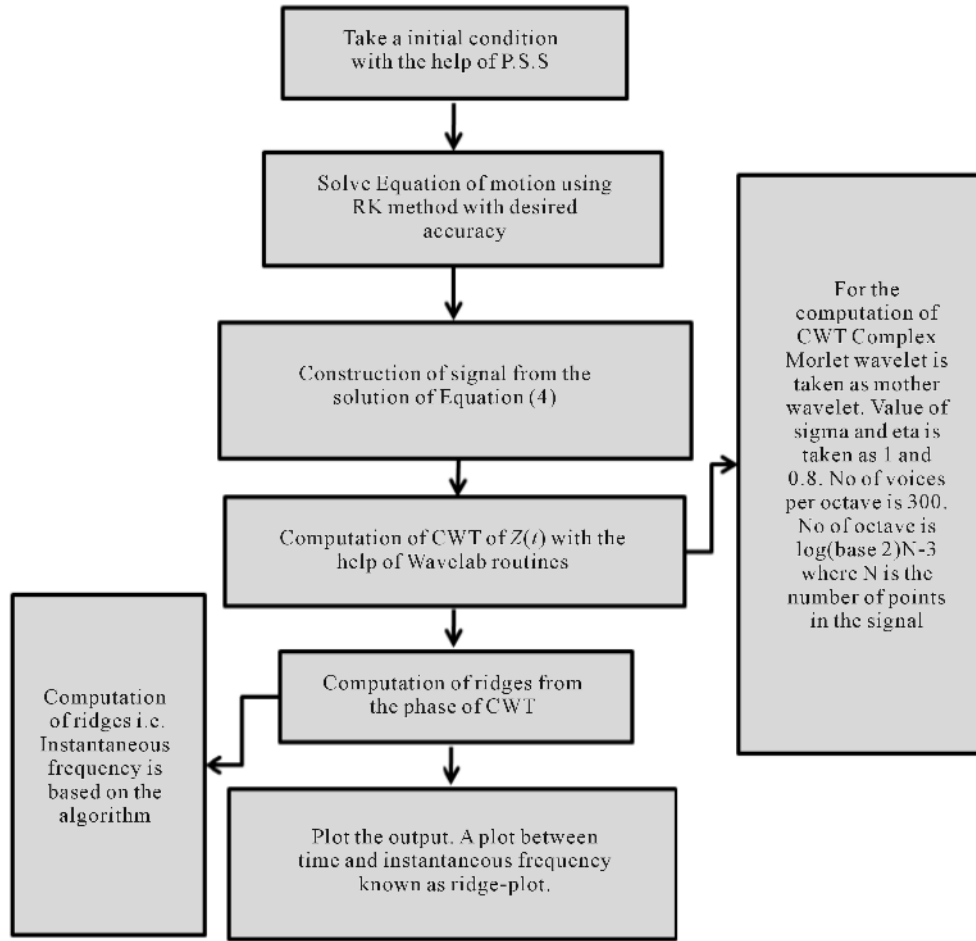 Take a initial condition
with the help of P.S.S
Solve Equation of motion using
RK method with desired
accuracy
Construction of signal from the
solution of Equation (4)
Computation of CWT of Z(t) with the
help of Wavelab routines
For the
computation of
CWT Complex
Morlet wavelet is
taken as mother
wavelet. Value of
sigma and eta is
taken as 1 and
0.8. No of voices
per octave is 300.
No of octave is
log(base 2)N-3
where N is the
number of points
in the signal
Computation of ridges from
the phase of CWT
Computation
of ridges i.e.
Instantaneous
frequency is
based on the
algorithm
Plot the output. A plot between
time and instantaneous frequency
known as ridge-plot.